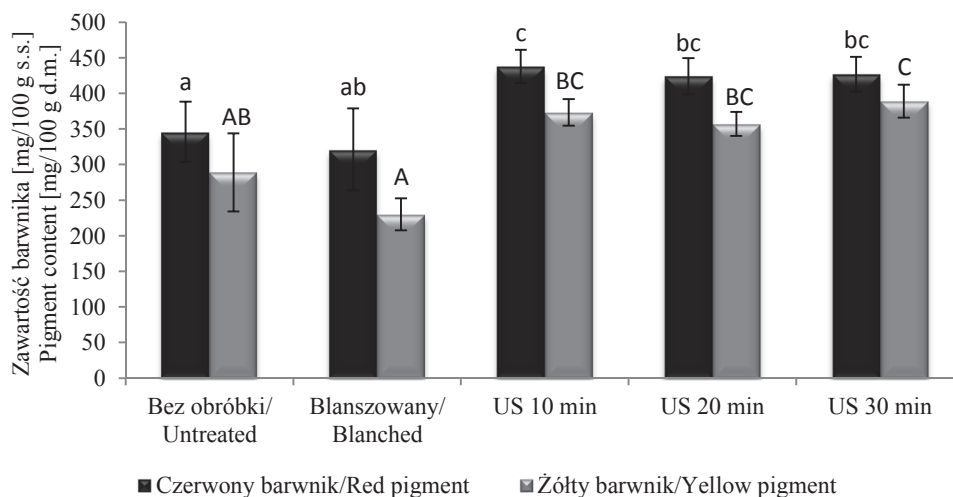 Zawartość barwnika [mg/100 g s.s.]
Pigment content [mg/100 g d.m.]
500
450
400
350
300
250
200
150
100
50
0
a
AB
ab
A
c
BC
bc
BC
bc
C
Bez obróbki/
Untreated
Blanszowany/
Blanched
US 10 min
US 20 min
US 30 min
Czerwony barwnik/Red pigment
Żółty barwnik/Yellow pigment